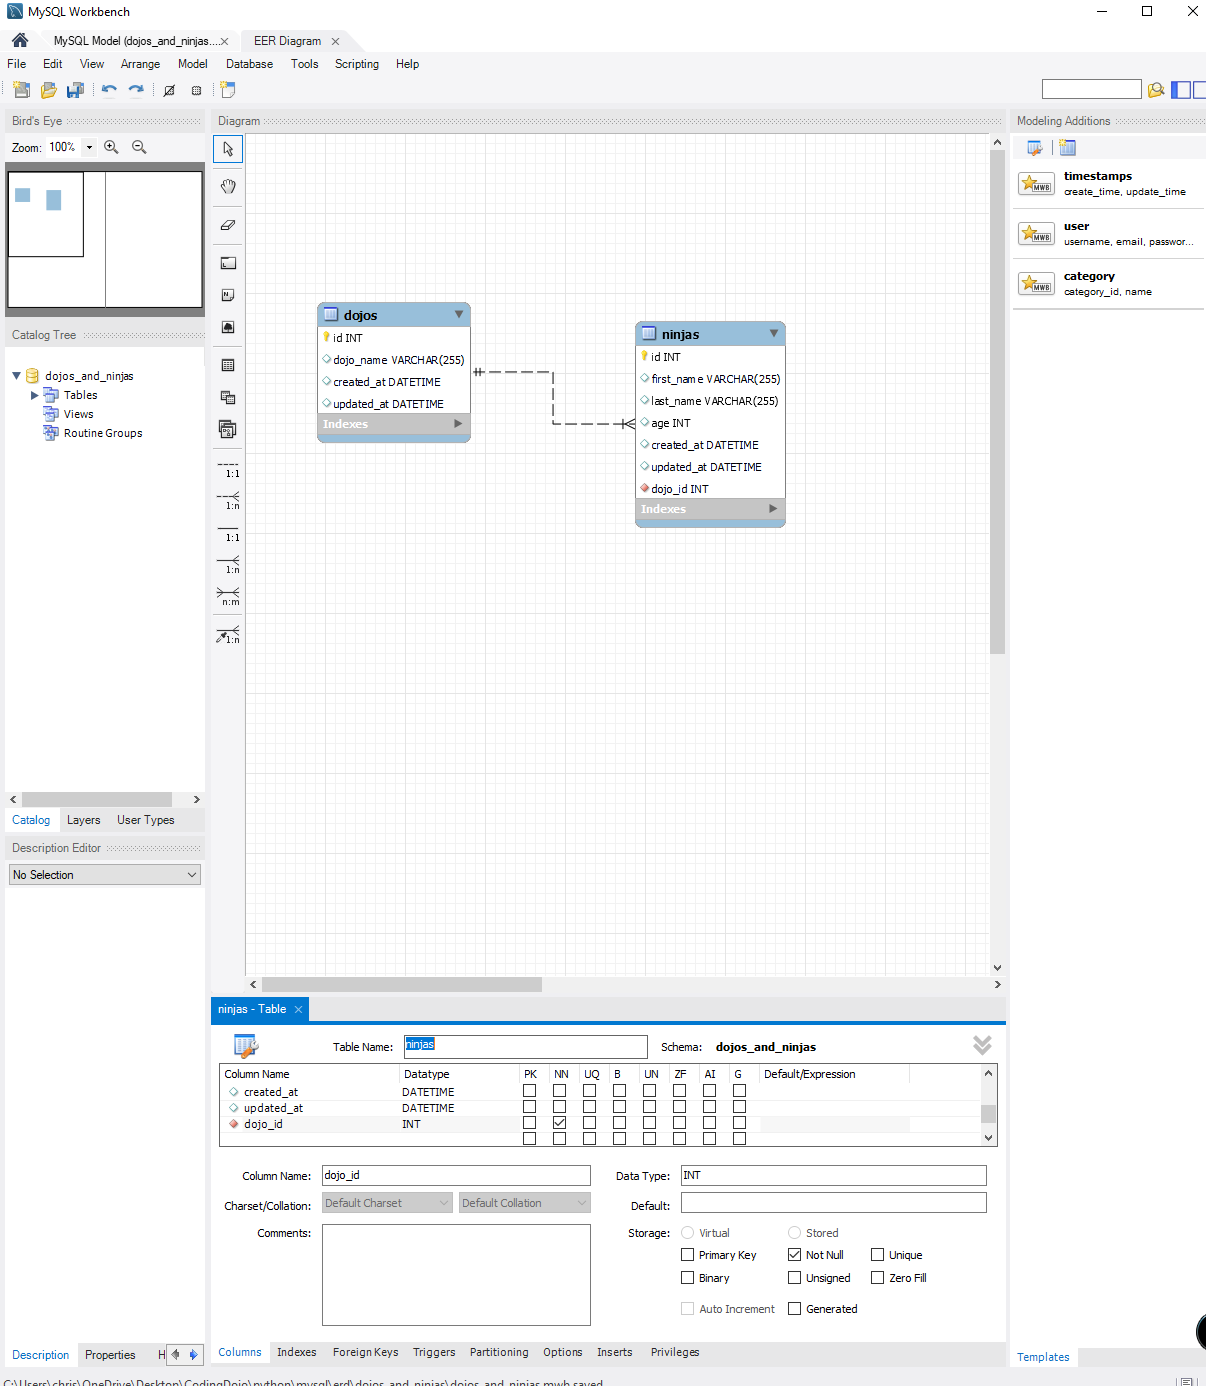 MySQL Workbench
MySQL Model (dojos_and_ninjas....
EER Diagram
File Edit View Arrange Model Database Tools Scripting Help
Bird's Eye
Zoom: 100%
Catalog Tree
dojos_and_ninjas
Tables
Views
Routine Groups
Catalog Layers User Types
Description Editor
No Selection
Description Properties H
Diagram
1:1
1:n
1:1
1:n
n:m
1:n
dojos
id INT
dojo_name VARCHAR(255)
created_at DATETIME
updated_at DATETIME
Indexes
ninjas
id INT
first_name VARCHAR(255)
last_name VARCHAR(255)
age INT
created_at DATETIME
updated_at DATETIME
dojo_id INT
Indexes
Modeling Additions
MWB
timestamps
create_time, update_time
MWB
user
username, email, passwor...
MWB
category
category_id, name
Templates
ninjas - Table
Table Name: ninjas Schema: dojos_and_ninjas
Column Name Datatype PK NN UQ B UN ZF AI G Default/Expression
created_at DATETIME
updated_at DATETIME
dojo_id INT
Column Name: dojo_id Data Type: INT
Charset/Collation: Default Charset Default Collation Default:
Comments: Storage: Virtual Stored
Primary Key Not Null Unique
Binary Unsigned Zero Fill
Auto Increment Generated
Columns Indexes Foreign Keys Triggers Partitioning Options Inserts Privileges
C:\Users\chris\OneDrive\Desktop\CodingDojo\python\mysql\erd\dojos_and_ninjas\dojos_and_ninjas.mwb saved